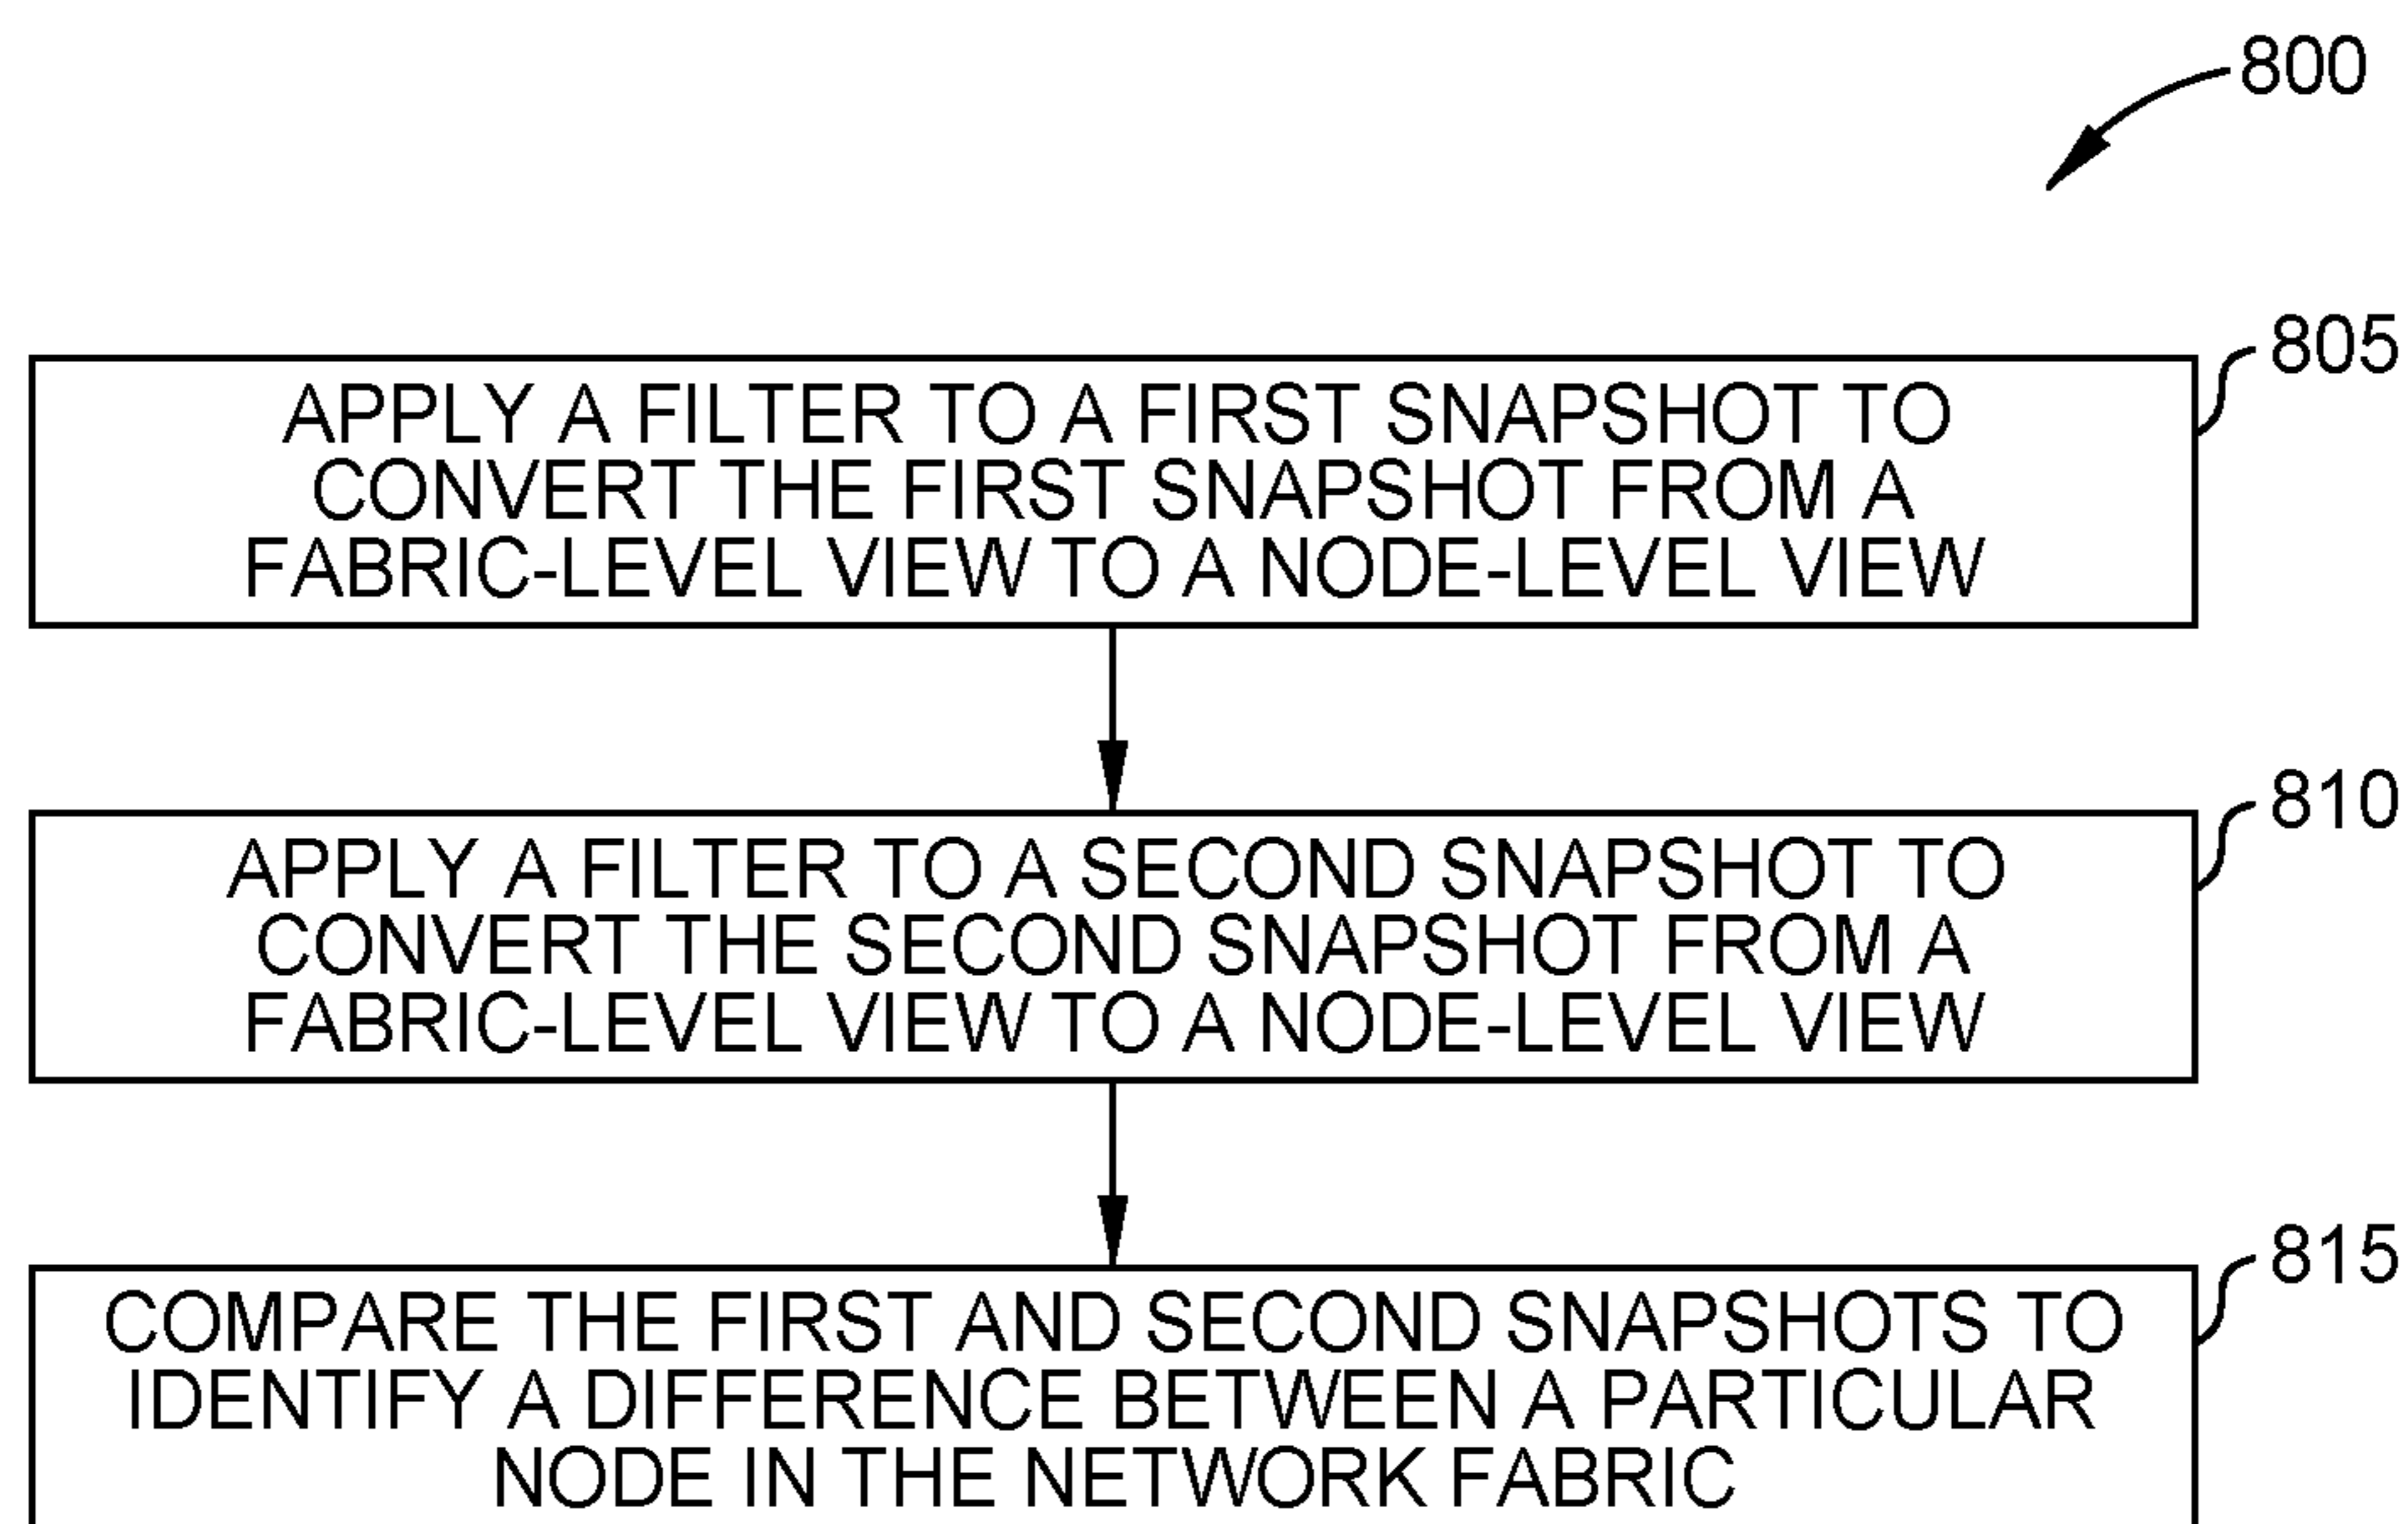 800
805
APPLY A FILTER TO A FIRST SNAPSHOT TO
CONVERT THE FIRST SNAPSHOT FROM A
FABRIC-LEVEL VIEW TO A NODE-LEVEL VIEW
810
APPLY A FILTER TO A SECOND SNAPSHOT TO
CONVERT THE SECOND SNAPSHOT FROM A
FABRIC-LEVEL VIEW TO A NODE-LEVEL VIEW
815
COMPARE THE FIRST AND SECOND SNAPSHOTS TO
IDENTIFY A DIFFERENCE BETWEEN A PARTICULAR
NODE IN THE NETWORK FABRIC